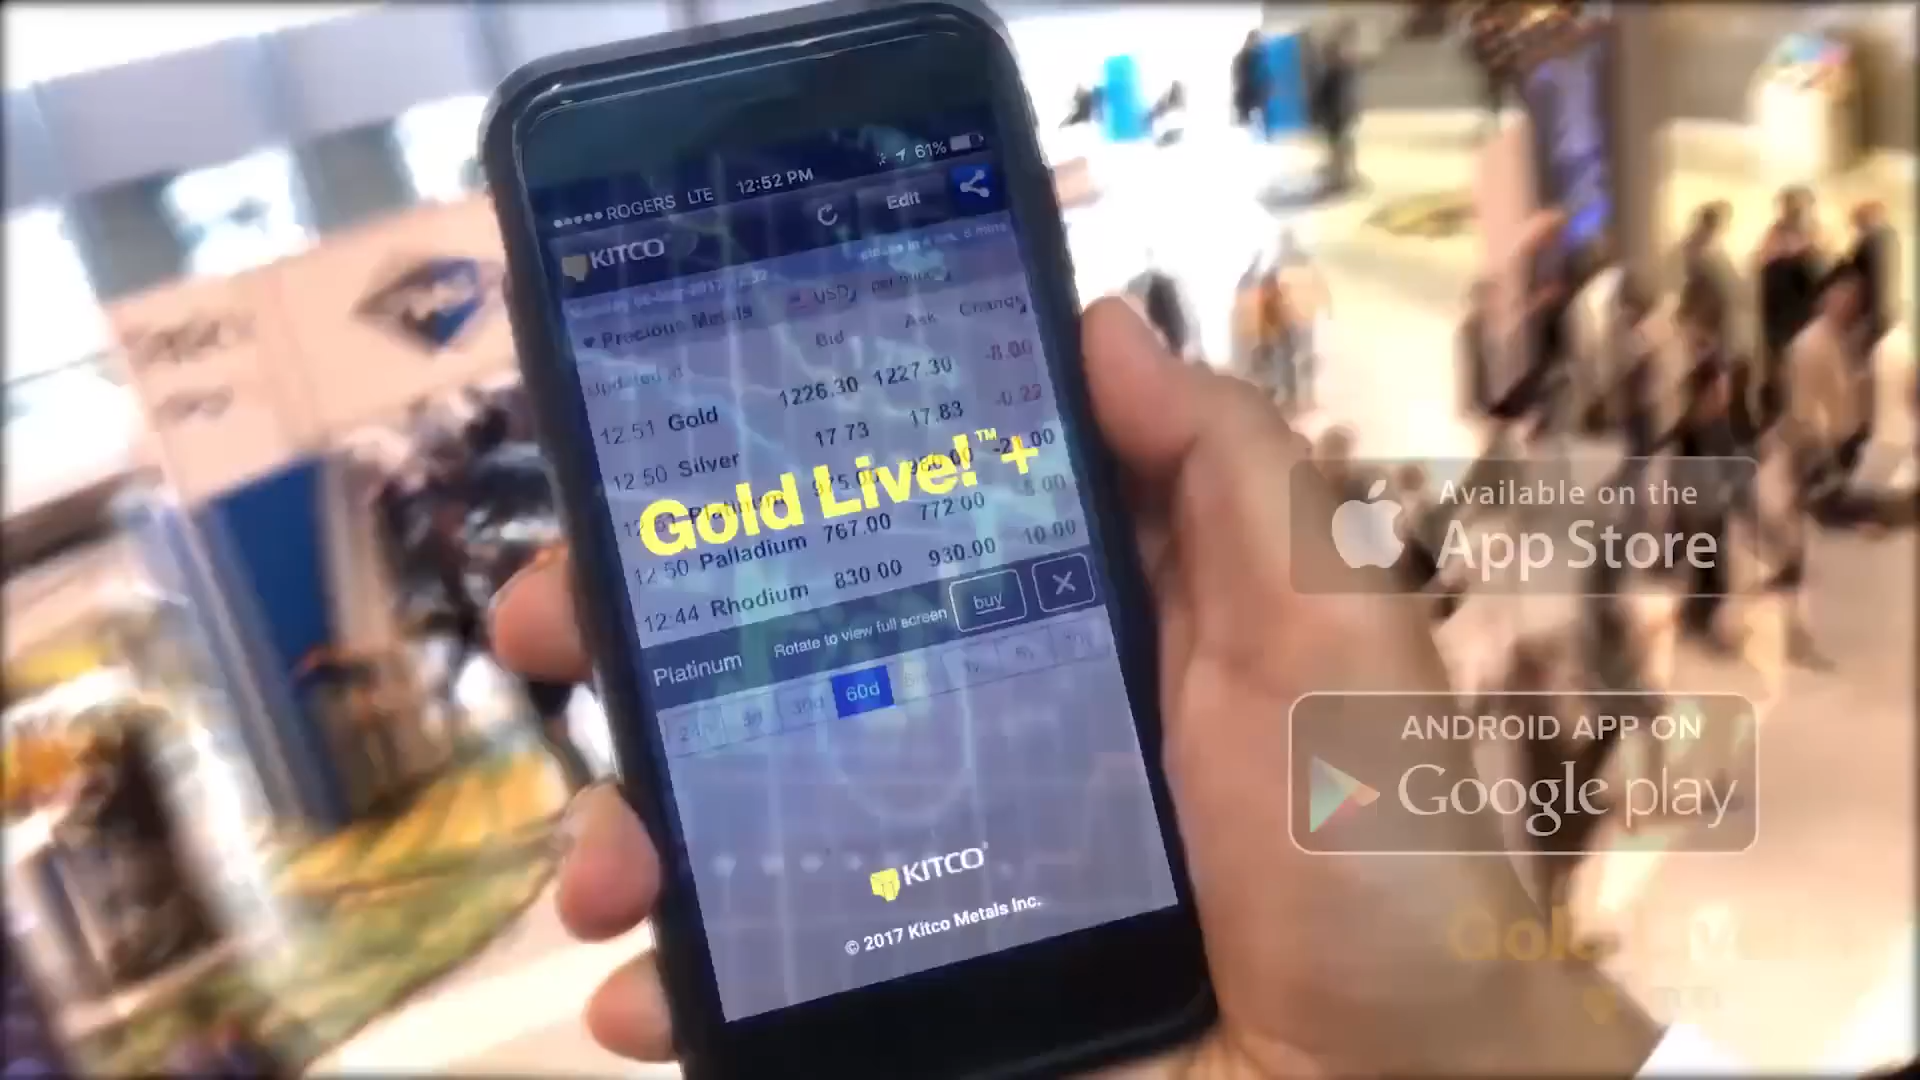 ROGERS LTE 12:52 PM 61%
KITCO
Edit
Precious Metals
USD
Bid Ask
Updated at
12:51 Gold 1226.30 1227.30 -8.00
12:50 Silver 17.73 17.83
Gold Live!™+
12:50 Palladium 767.00 772.00
12:44 Rhodium 830.00 930.00 10.00
Platinum Rotate to view full screen buy X
30d 60d
KITCO
© 2017 Kitco Metals Inc.
Available on the
App Store
ANDROID APP ON
Google play